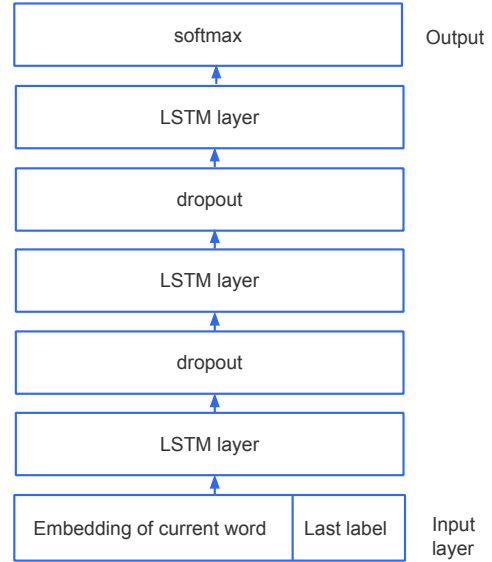 softmax
Output
LSTM layer
dropout
LSTM layer
dropout
LSTM layer
Embedding of current word
Last label
Input
layer